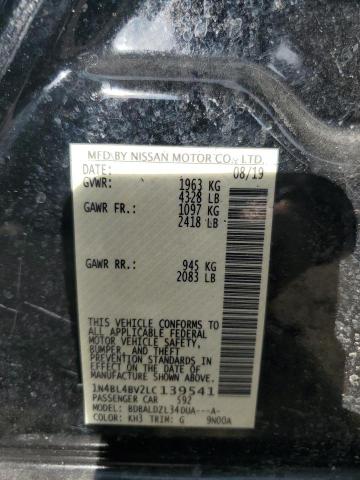 MFD BY NISSAN MOTOR CO., LTD.
DATE: 08/19
GVWR: 1963 KG
4328 LB
GAWR FR.: 1097 KG
2418 LB
GAWR RR.: 945 KG
2083 LB
THIS VEHICLE CONFORMS TO
ALL APPLICABLE FEDERAL
MOTOR VEHICLE SAFETY,
BUMPER, AND THEFT
PREVENTION STANDARDS IN
EFFECT ON THE DATE OF
MANUFACTURE SHOWN ABOVE.
1N4BL4BV2LC139541
PASSENGER CAR 592
MODEL: BDBALDZL34DUA---A-
COLOR: KH3 TRIM: G 9N00A